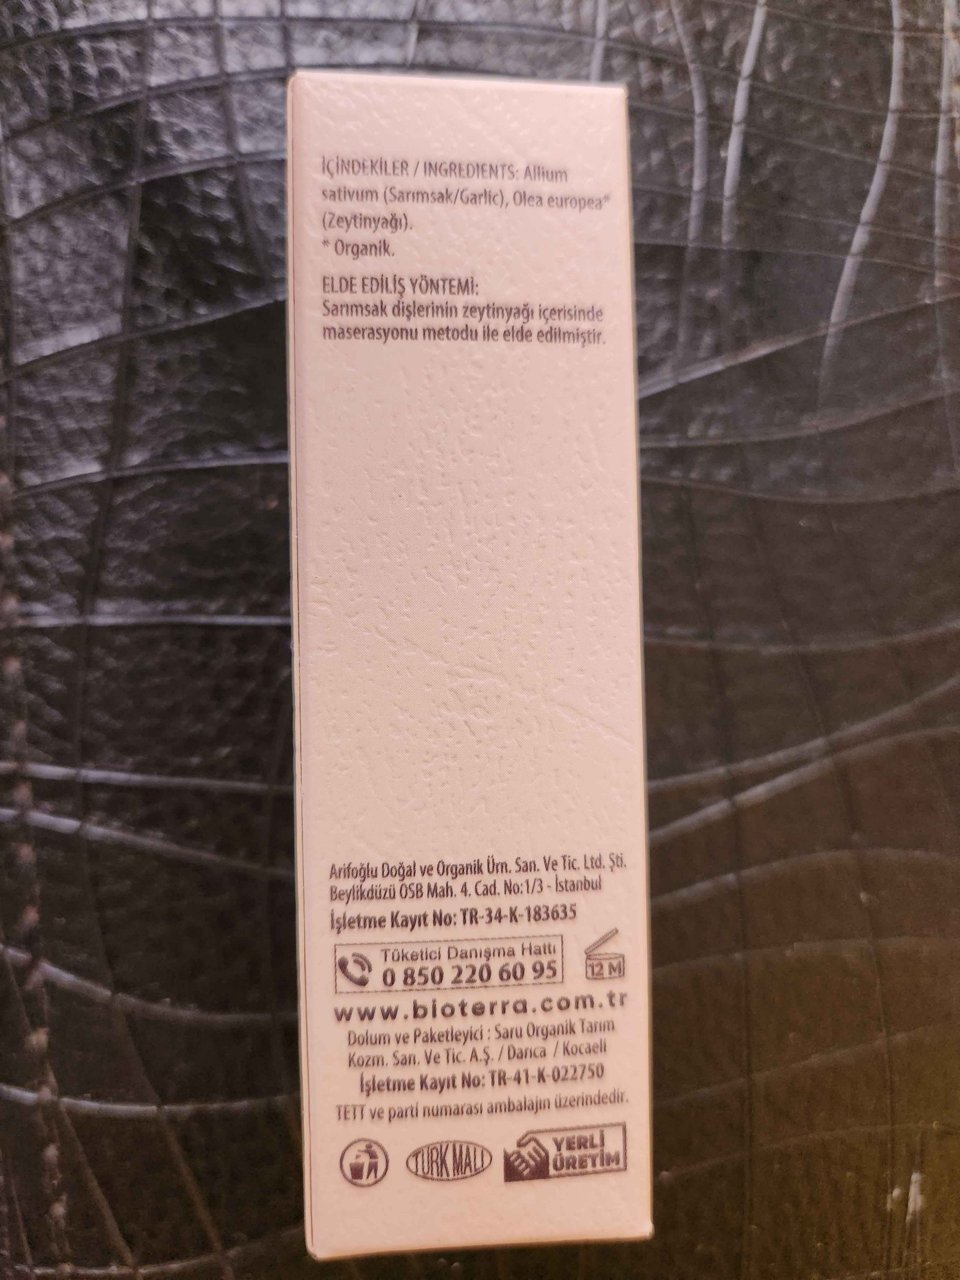 İÇİNDEKİLER / INGREDIENTS: Allium
sativum (Sarımsak/Garlic), Olea europea*
(Zeytinyağı).
* Organik.
ELDE EDİLİŞ YÖNTEMİ:
Sarımsak dişlerinin zeytinyağı içerisinde
maserasyonu metodu ile elde edilmiştir.
Arifoğlu Doğal ve Organik Ürn. San. Ve Tic. Ltd. Şti.
Beylikdüzü OSB Mah. 4. Cad. No:1/3 - İstanbul
İşletme Kayıt No: TR-34-K-183635
Tüketici Danışma Hattı
0 850 220 60 95
12 M
www.bioterra.com.tr
Dolum ve Paketleyici : Saru Organik Tarım
Kozm. San. Ve Tic. A.Ş. / Darıca / Kocaeli
İşletme Kayıt No: TR-41-K-022750
TETT ve parti numarası ambalajın üzerindedir.
TÜRK MALI
YERLİ
ÜRETİM